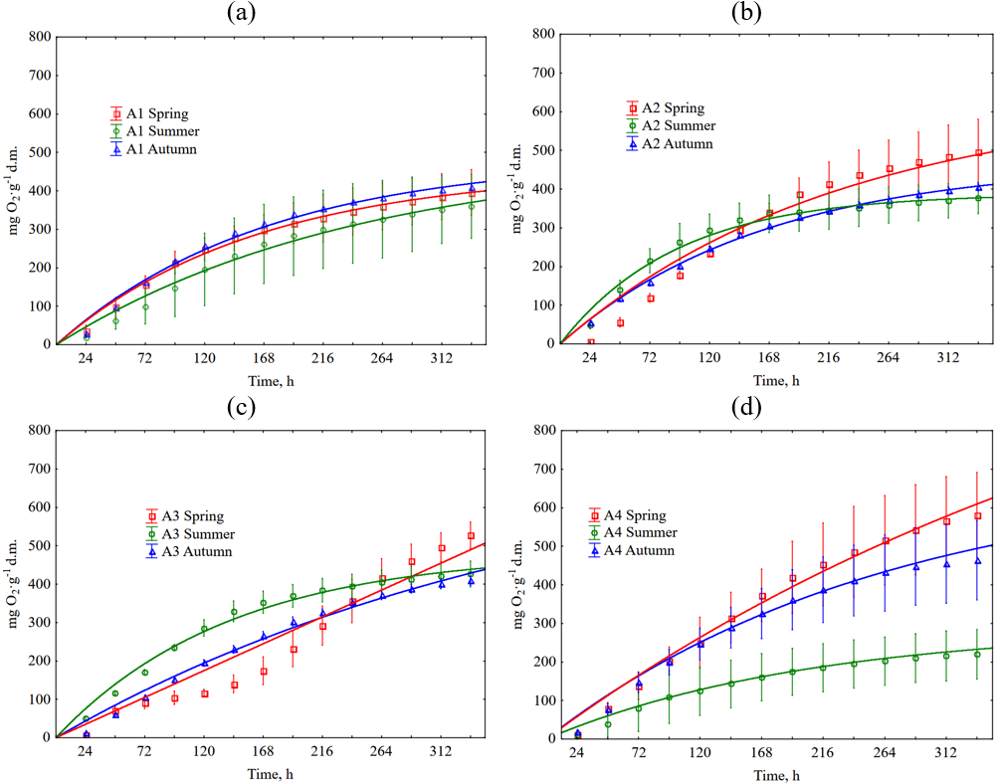 (a)
800
700
600
500
400
300
200
100
0
mg O₂·g⁻¹ d.m.
A1 Spring
A1 Summer
A1 Autumn
24 72 120 168 216 264 312
Time, h
(b)
800
700
600
500
400
300
200
100
0
mg O₂·g⁻¹ d.m.
A2 Spring
A2 Summer
A2 Autumn
24 72 120 168 216 264 312
Time, h
(c)
800
700
600
500
400
300
200
100
0
mg O₂·g⁻¹ d.m.
A3 Spring
A3 Summer
A3 Autumn
24 72 120 168 216 264 312
Time, h
(d)
800
700
600
500
400
300
200
100
0
mg O₂·g⁻¹ d.m.
A4 Spring
A4 Summer
A4 Autumn
24 72 120 168 216 264 312
Time, h